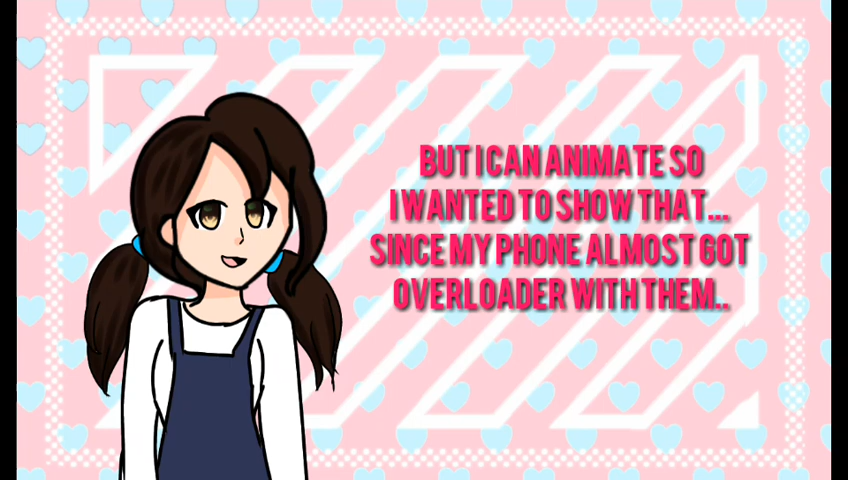 BUT I CAN ANIMATE SO
I WANTED TO SHOW THAT...
SINCE MY PHONE ALMOST GOT
OVERLOADER WITH THEM..